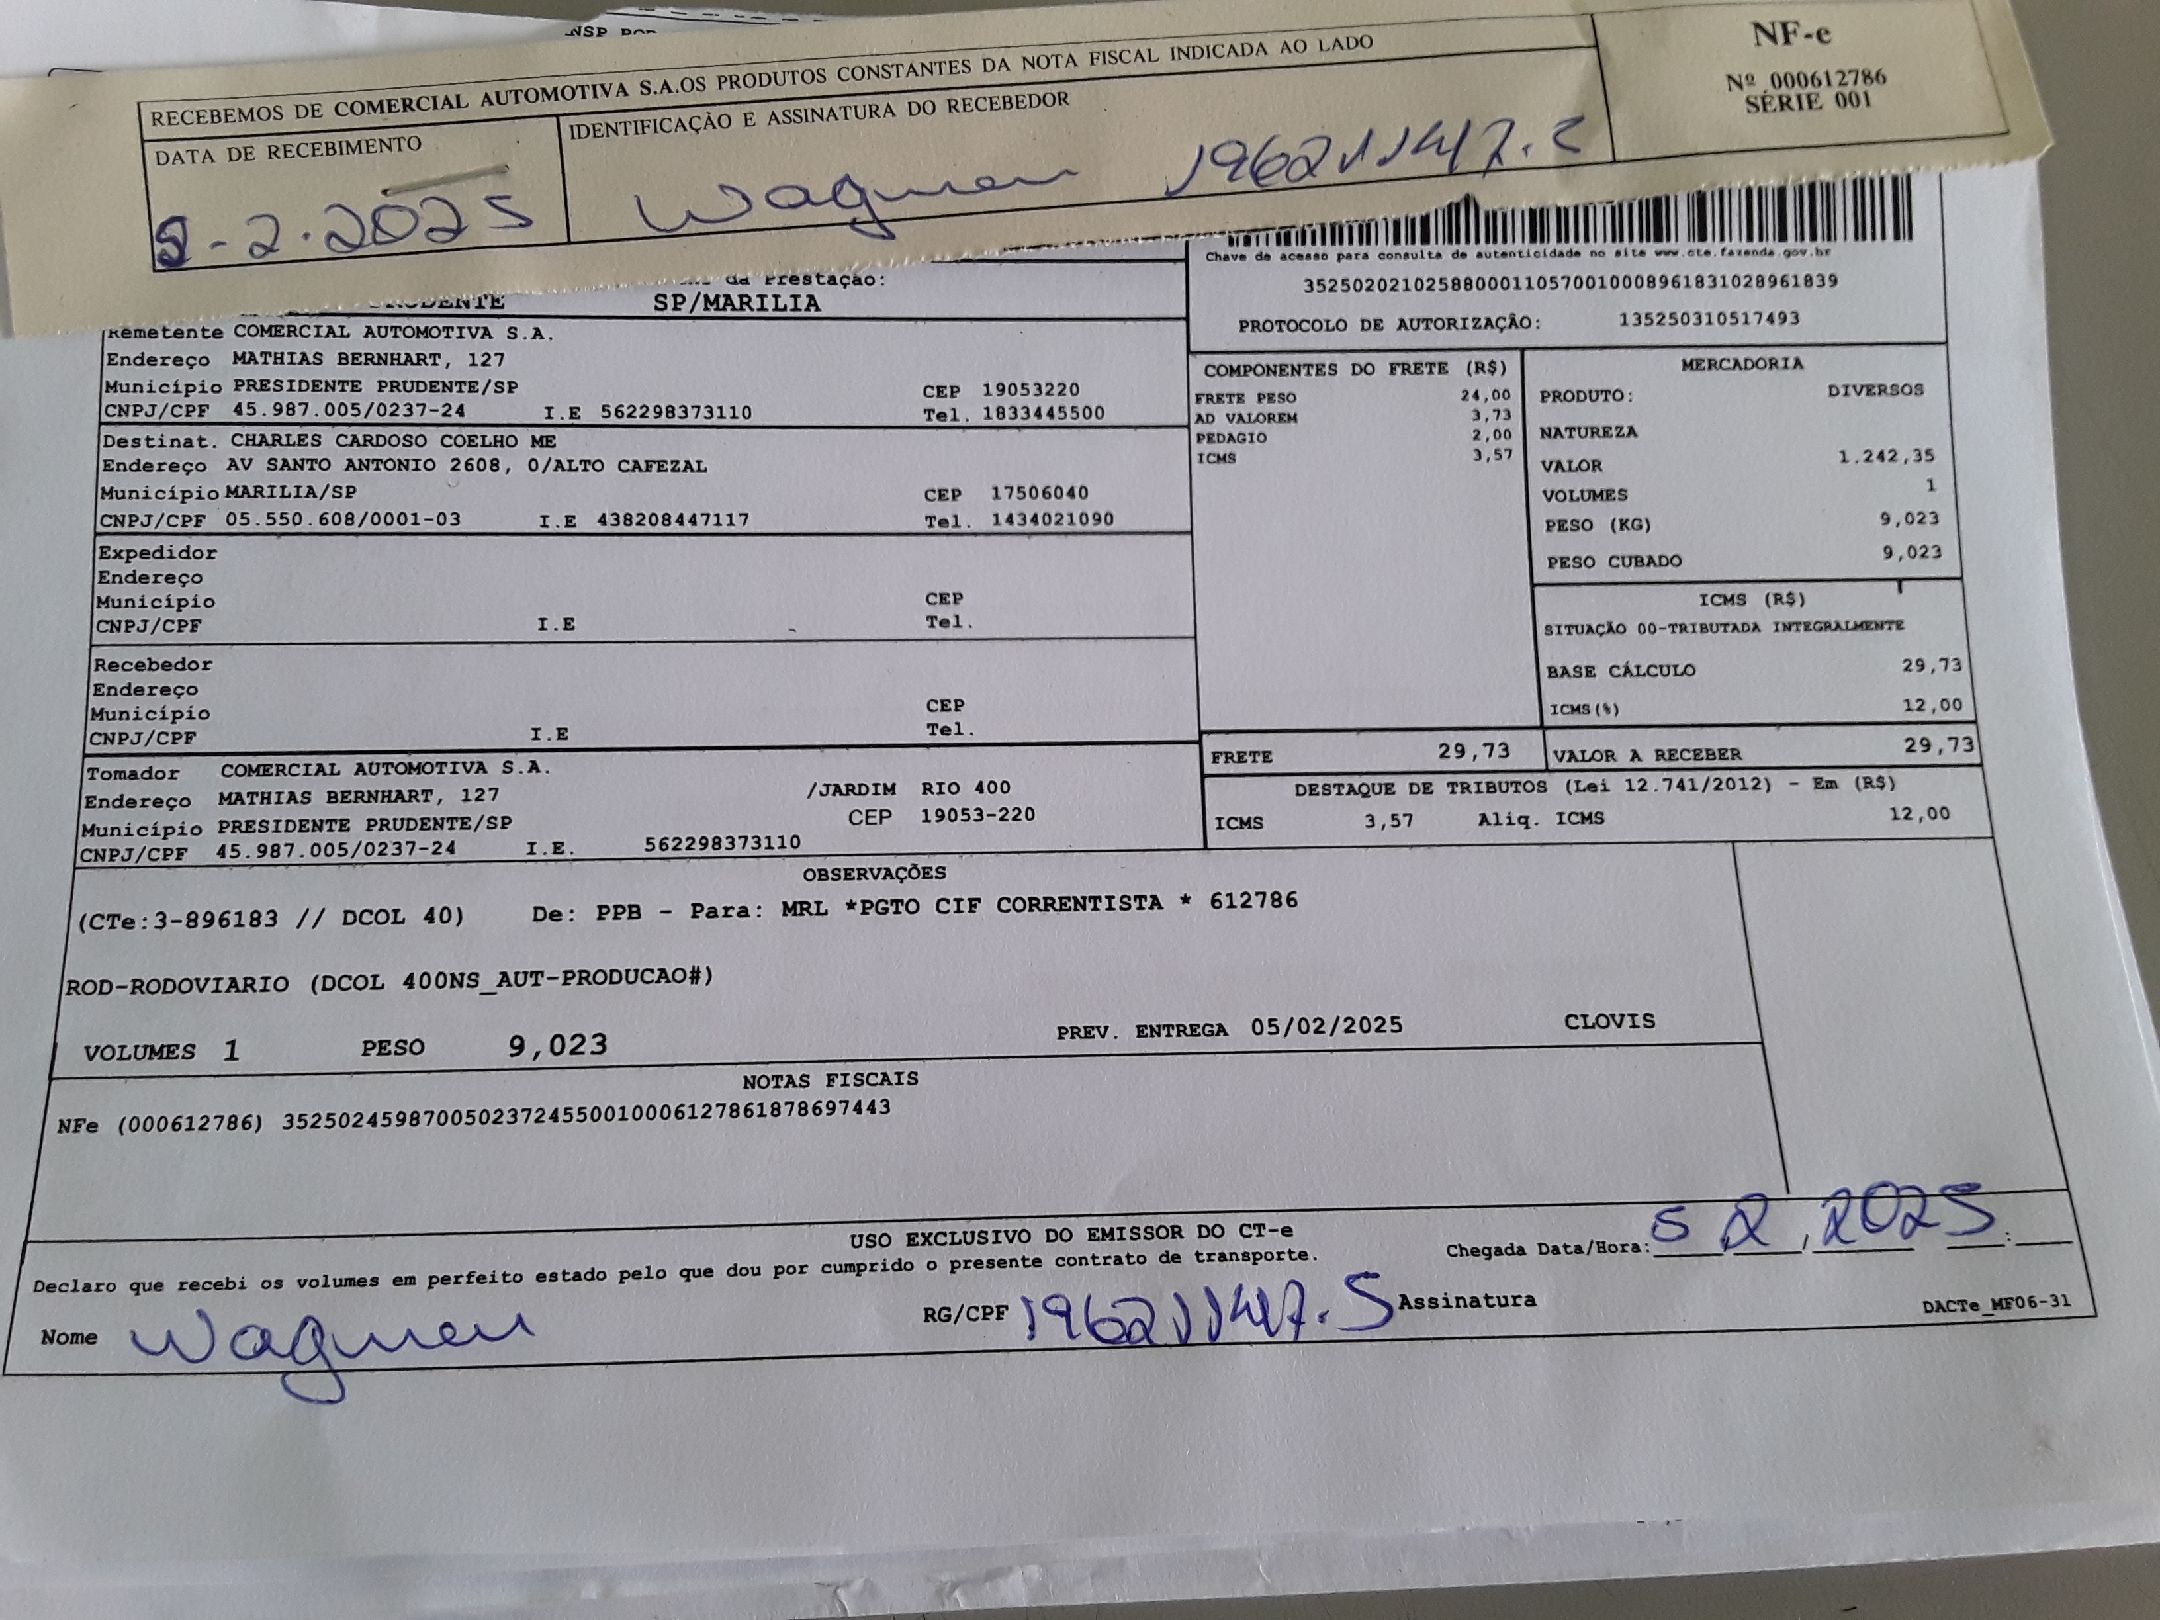 RECEBEMOS DE COMERCIAL AUTOMOTIVA S.A.OS PRODUTOS CONSTANTES DA NOTA FISCAL INDICADA AO LADO
NF-e
Nº 000612786
SÉRIE 001
DATA DE RECEBIMENTO
IDENTIFICAÇÃO E ASSINATURA DO RECEBEDOR
5-2.2025
Wagner 19621147.5
Chave de acesso para consulta de autenticidade no site www.cte.fazenda.gov.br
35250202102588000110570010008961831028961839
PROTOCOLO DE AUTORIZAÇÃO: 135250310517493
da Prestação:
SP/MARILIA
Remetente COMERCIAL AUTOMOTIVA S.A.
Endereço MATHIAS BERNHART, 127
Município PRESIDENTE PRUDENTE/SP CEP 19053220
CNPJ/CPF 45.987.005/0237-24 I.E 562298373110 Tel. 1833445500
Destinat. CHARLES CARDOSO COELHO ME
Endereço AV SANTO ANTONIO 2608, 0/ALTO CAFEZAL
Município MARILIA/SP CEP 17506040
CNPJ/CPF 05.550.608/0001-03 I.E 438208447117 Tel. 1434021090
Expedidor
Endereço
Município CEP
CNPJ/CPF I.E Tel.
Recebedor
Endereço
Município CEP
CNPJ/CPF I.E Tel.
Tomador COMERCIAL AUTOMOTIVA S.A.
Endereço MATHIAS BERNHART, 127 /JARDIM RIO 400
Município PRESIDENTE PRUDENTE/SP CEP 19053-220
CNPJ/CPF 45.987.005/0237-24 I.E. 562298373110
COMPONENTES DO FRETE (R$)
FRETE PESO 24,00
AD VALOREM 3,73
PEDAGIO 2,00
ICMS 3,57
MERCADORIA
PRODUTO: DIVERSOS
NATUREZA
VALOR 1.242,35
VOLUMES 1
PESO (KG) 9,023
PESO CUBADO 9,023
ICMS (R$)
SITUAÇÃO 00-TRIBUTADA INTEGRALMENTE
BASE CÁLCULO 29,73
ICMS(%) 12,00
FRETE 29,73 VALOR A RECEBER 29,73
DESTAQUE DE TRIBUTOS (Lei 12.741/2012) - Em (R$)
ICMS 3,57 Aliq. ICMS 12,00
OBSERVAÇÕES
(CTe:3-896183 // DCOL 40) De: PPB - Para: MRL *PGTO CIF CORRENTISTA * 612786
ROD-RODOVIARIO (DCOL 400NS_AUT-PRODUCAO#)
VOLUMES 1 PESO 9,023 PREV. ENTREGA 05/02/2025 CLOVIS
NOTAS FISCAIS
NFe (000612786) 35250245987005023724550010006127861878697443
USO EXCLUSIVO DO EMISSOR DO CT-e
Declaro que recebi os volumes em perfeito estado pelo que dou por cumprido o presente contrato de transporte.
Chegada Data/Hora: 5 2, 2025 :
Nome Wagner RG/CPF 19621147.5 Assinatura
DACTe_MF06-31